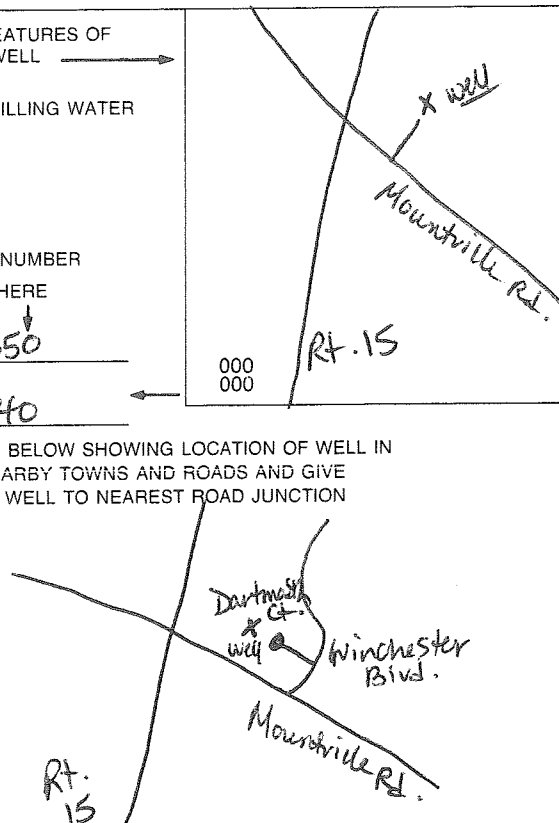 EATURES OF
WELL
ILLING WATER
X well
Mountville Rd.
NUMBER
HERE
50
40
000
000
Rt. 15
BELOW SHOWING LOCATION OF WELL IN
ARBY TOWNS AND ROADS AND GIVE
WELL TO NEAREST ROAD JUNCTION
Dartmouth
Ct.
X
well
Winchester
Blvd.
Mountville Rd.
Rt.
15